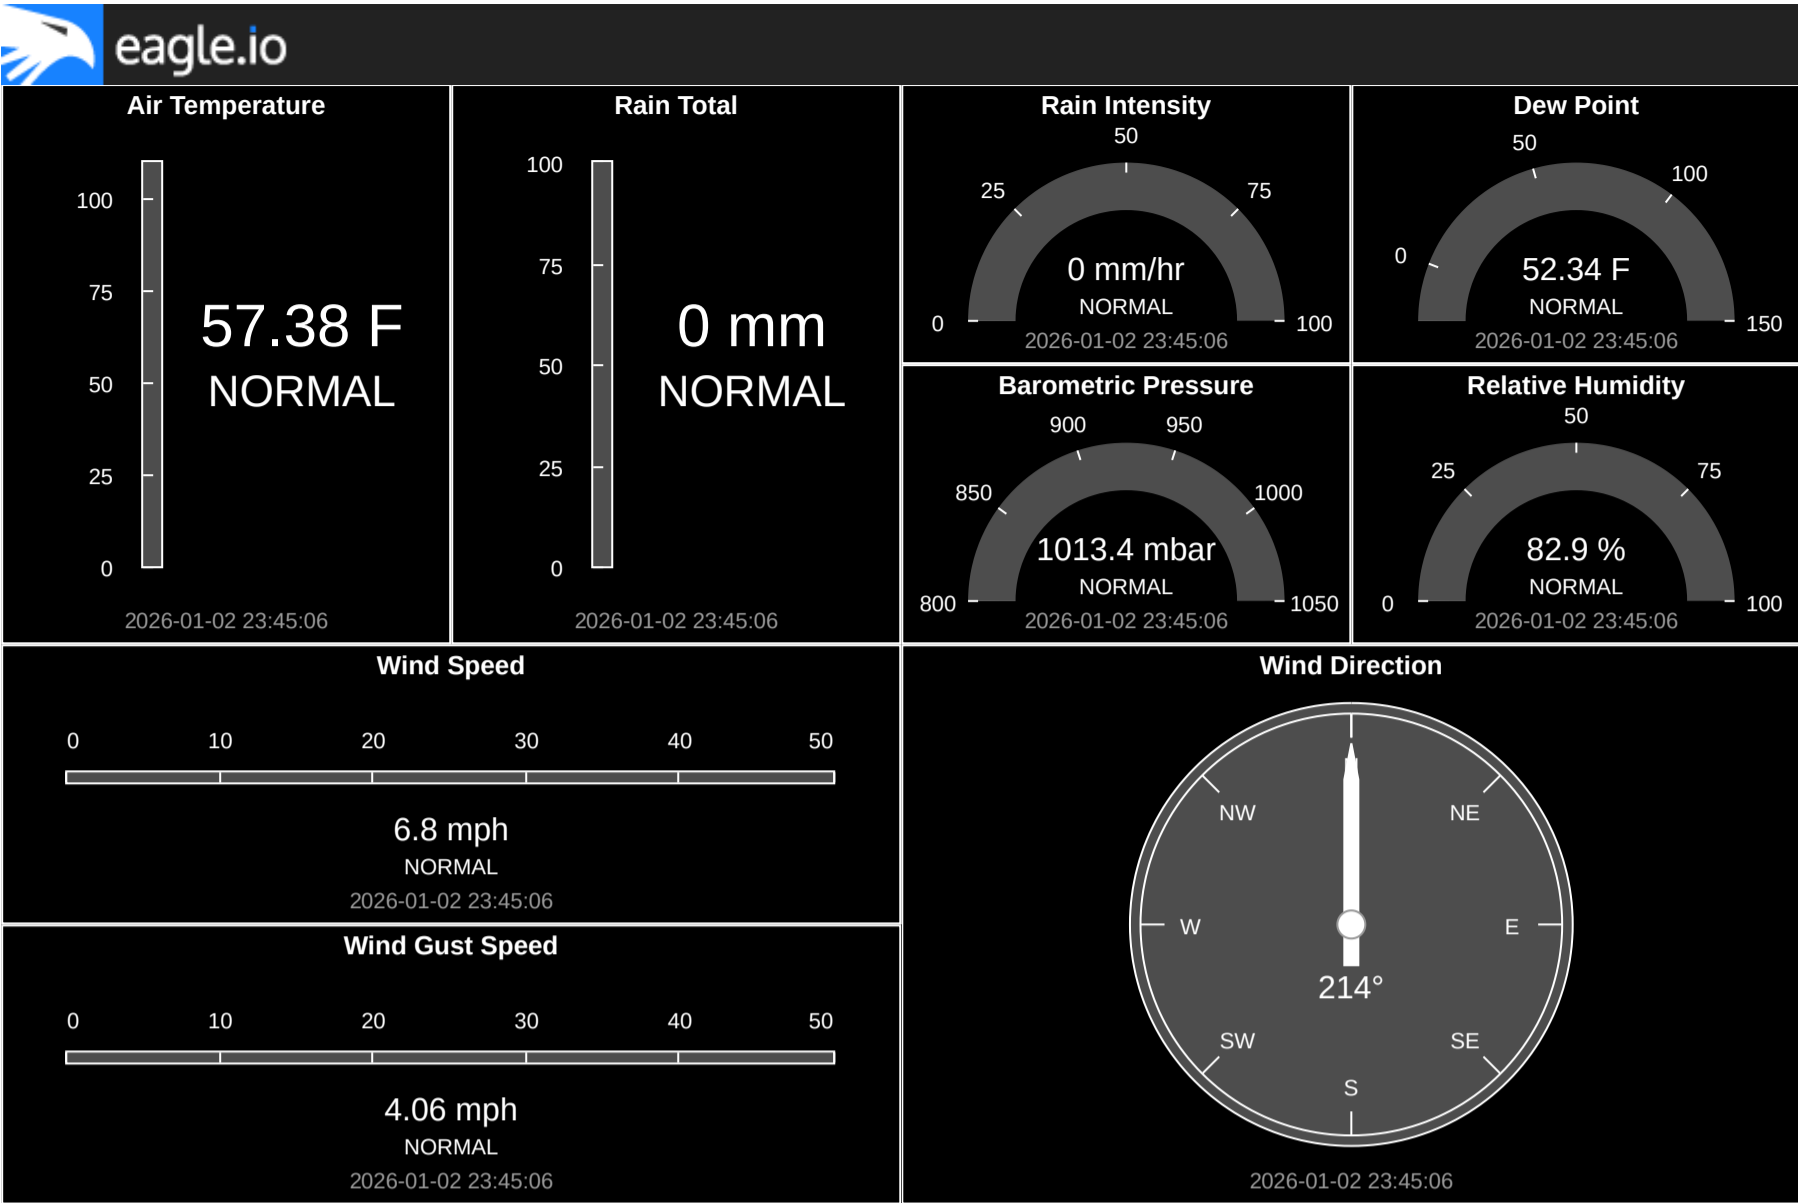 eagle.io
Air Temperature
100
75
50
25
0
57.38 F
NORMAL
2026-01-02 23:45:06
Rain Total
100
75
50
25
0
0 mm
NORMAL
2026-01-02 23:45:06
Rain Intensity
50
25
75
0
100
0 mm/hr
NORMAL
2026-01-02 23:45:06
Dew Point
50
100
0
150
52.34 F
NORMAL
2026-01-02 23:45:06
Barometric Pressure
900
950
850
1000
800
1050
1013.4 mbar
NORMAL
2026-01-02 23:45:06
Relative Humidity
50
25
75
0
100
82.9 %
NORMAL
2026-01-02 23:45:06
Wind Speed
0 10 20 30 40 50
6.8 mph
NORMAL
2026-01-02 23:45:06
Wind Gust Speed
0 10 20 30 40 50
4.06 mph
NORMAL
2026-01-02 23:45:06
Wind Direction
NW NE
W E
214°
SW SE
S
2026-01-02 23:45:06